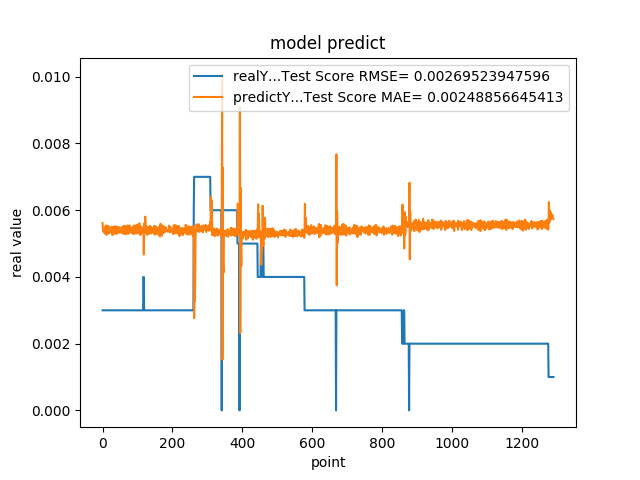 model predict
realY...Test Score RMSE= 0.00269523947596
predictY...Test Score MAE= 0.00248856645413
0.010
0.008
0.006
0.004
0.002
0.000
real value
0 200 400 600 800 1000 1200
point